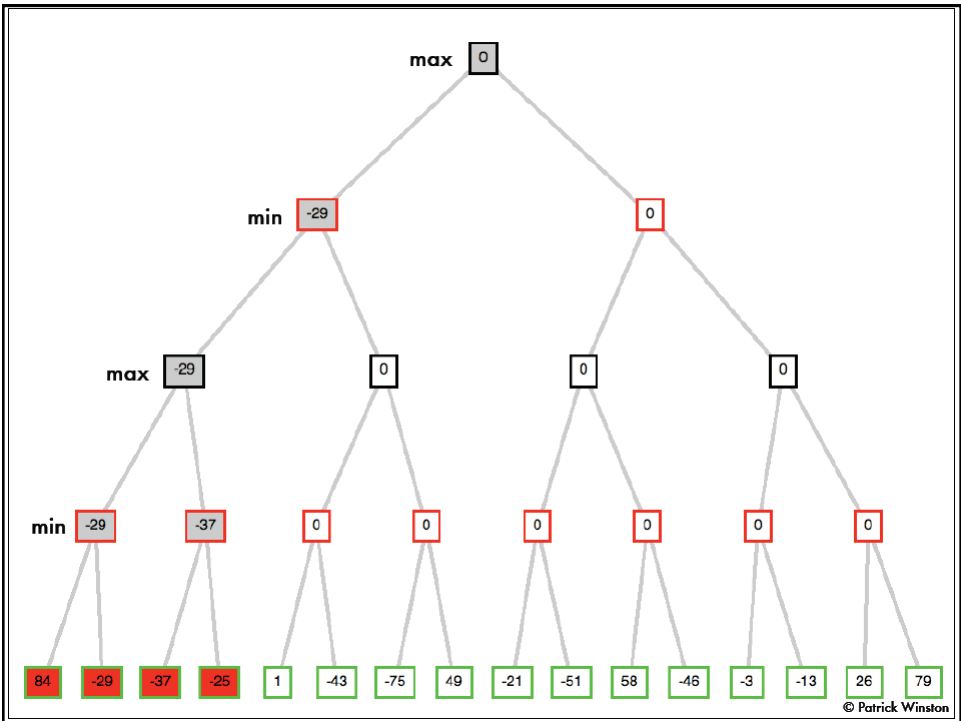 max 0
min -29 0
max -29 0 0 0
min -29 -37 0 0 0 0 0 0
84 -29 -37 -25 1 -43 -75 49 -21 -51 58 -46 -3 -13 26 79
© Patrick Winston